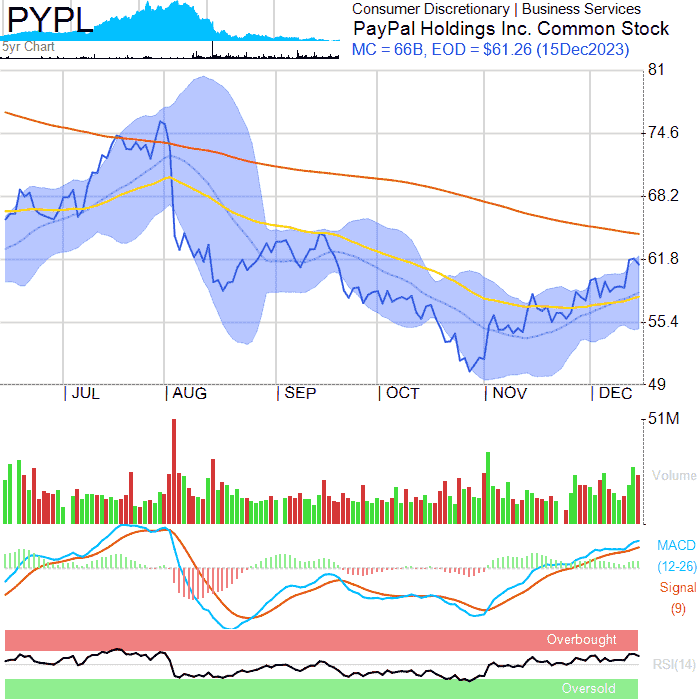 PYPL
5yr Chart
Consumer Discretionary | Business Services
PayPal Holdings Inc. Common Stock
MC = 66B, EOD = $61.26 (15Dec2023)
81
74.6
68.2
61.8
55.4
49
| JUL | AUG | SEP | OCT | NOV | DEC
51M
Volume
MACD
(12-26)
Signal
(9)
Overbought
RSI(14)
Oversold